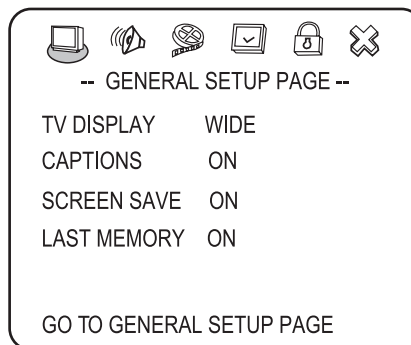 -- GENERAL SETUP PAGE --
TV DISPLAY WIDE
CAPTIONS ON
SCREEN SAVE ON
LAST MEMORY ON
GO TO GENERAL SETUP PAGE